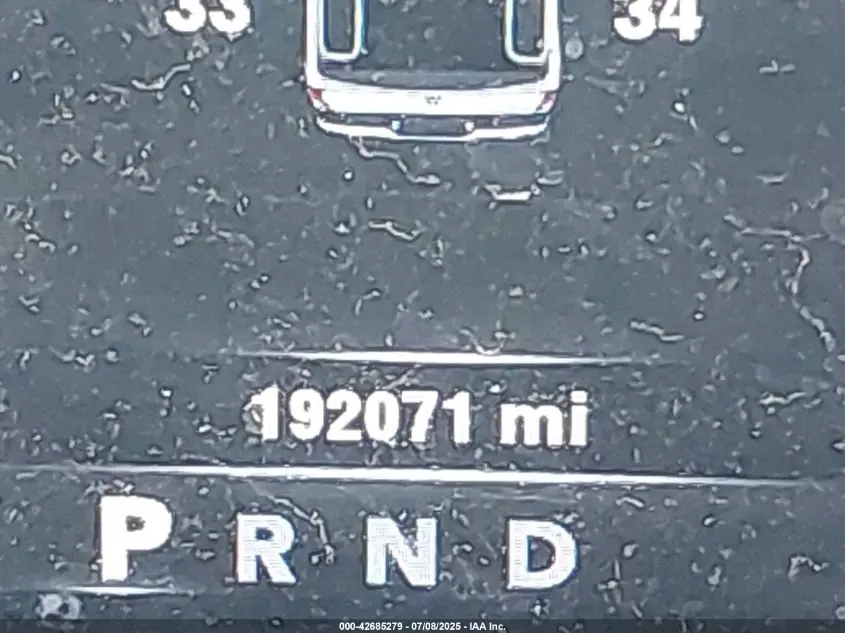 33 34
192071 mi
P R N D
000-42685279 - 07/08/2025 - IAA Inc.